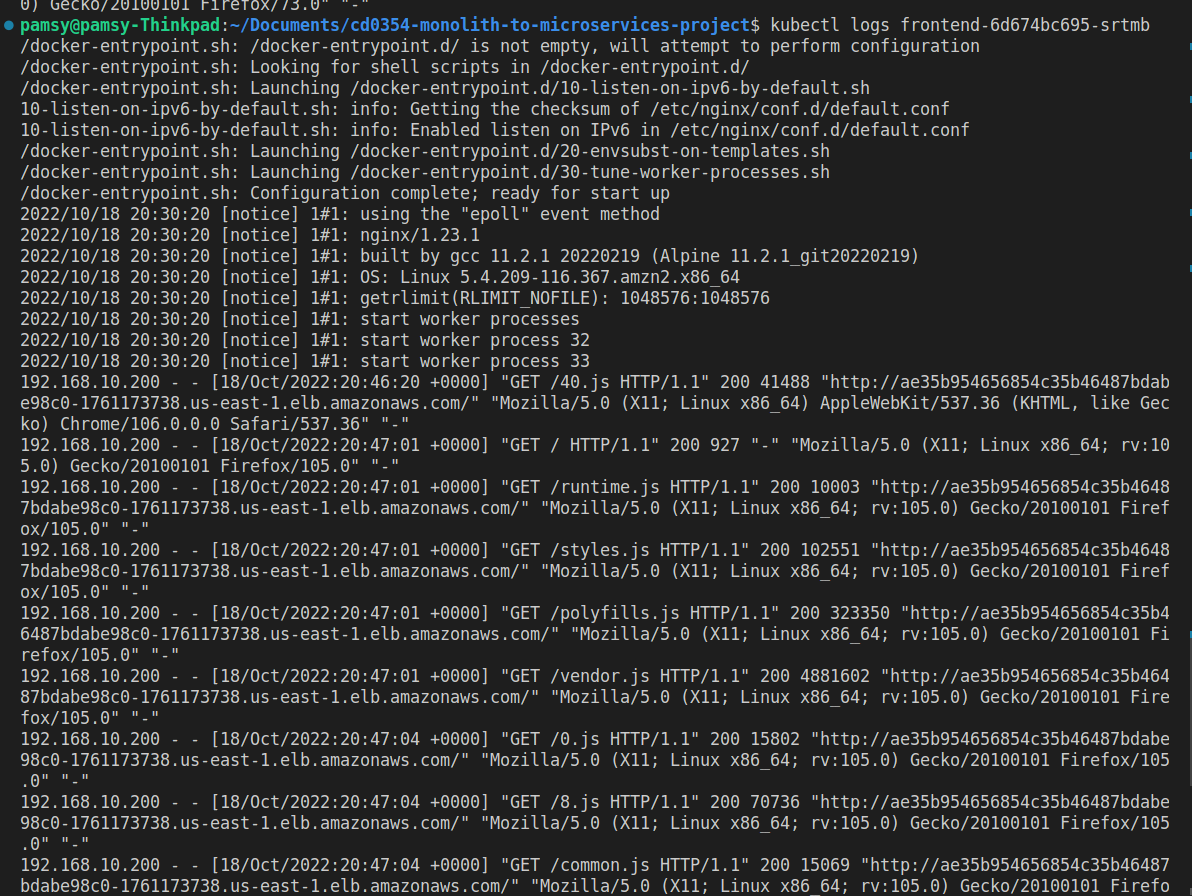 0) Gecko/20100101 Firefox/73.0" "-"
pamsy@pamsy-Thinkpad:~/Documents/cd0354-monolith-to-microservices-project$ kubectl logs frontend-6d674bc695-srtmb
/docker-entrypoint.sh: /docker-entrypoint.d/ is not empty, will attempt to perform configuration
/docker-entrypoint.sh: Looking for shell scripts in /docker-entrypoint.d/
/docker-entrypoint.sh: Launching /docker-entrypoint.d/10-listen-on-ipv6-by-default.sh
10-listen-on-ipv6-by-default.sh: info: Getting the checksum of /etc/nginx/conf.d/default.conf
10-listen-on-ipv6-by-default.sh: info: Enabled listen on IPv6 in /etc/nginx/conf.d/default.conf
/docker-entrypoint.sh: Launching /docker-entrypoint.d/20-envsubst-on-templates.sh
/docker-entrypoint.sh: Launching /docker-entrypoint.d/30-tune-worker-processes.sh
/docker-entrypoint.sh: Configuration complete; ready for start up
2022/10/18 20:30:20 [notice] 1#1: using the "epoll" event method
2022/10/18 20:30:20 [notice] 1#1: nginx/1.23.1
2022/10/18 20:30:20 [notice] 1#1: built by gcc 11.2.1 20220219 (Alpine 11.2.1_git20220219)
2022/10/18 20:30:20 [notice] 1#1: OS: Linux 5.4.209-116.367.amzn2.x86_64
2022/10/18 20:30:20 [notice] 1#1: getrlimit(RLIMIT_NOFILE): 1048576:1048576
2022/10/18 20:30:20 [notice] 1#1: start worker processes
2022/10/18 20:30:20 [notice] 1#1: start worker process 32
2022/10/18 20:30:20 [notice] 1#1: start worker process 33
192.168.10.200 - - [18/Oct/2022:20:46:20 +0000] "GET /40.js HTTP/1.1" 200 41488 "http://ae35b954656854c35b46487bdab
e98c0-1761173738.us-east-1.elb.amazonaws.com/" "Mozilla/5.0 (X11; Linux x86_64) AppleWebKit/537.36 (KHTML, like Gec
ko) Chrome/106.0.0.0 Safari/537.36" "-"
192.168.10.200 - - [18/Oct/2022:20:47:01 +0000] "GET / HTTP/1.1" 200 927 "-" "Mozilla/5.0 (X11; Linux x86_64; rv:10
5.0) Gecko/20100101 Firefox/105.0" "-"
192.168.10.200 - - [18/Oct/2022:20:47:01 +0000] "GET /runtime.js HTTP/1.1" 200 10003 "http://ae35b954656854c35b4648
7bdabe98c0-1761173738.us-east-1.elb.amazonaws.com/" "Mozilla/5.0 (X11; Linux x86_64; rv:105.0) Gecko/20100101 Firef
ox/105.0" "-"
192.168.10.200 - - [18/Oct/2022:20:47:01 +0000] "GET /styles.js HTTP/1.1" 200 102551 "http://ae35b954656854c35b4648
7bdabe98c0-1761173738.us-east-1.elb.amazonaws.com/" "Mozilla/5.0 (X11; Linux x86_64; rv:105.0) Gecko/20100101 Firef
ox/105.0" "-"
192.168.10.200 - - [18/Oct/2022:20:47:01 +0000] "GET /polyfills.js HTTP/1.1" 200 323350 "http://ae35b954656854c35b4
6487bdabe98c0-1761173738.us-east-1.elb.amazonaws.com/" "Mozilla/5.0 (X11; Linux x86_64; rv:105.0) Gecko/20100101 Fi
refox/105.0" "-"
192.168.10.200 - - [18/Oct/2022:20:47:01 +0000] "GET /vendor.js HTTP/1.1" 200 4881602 "http://ae35b954656854c35b464
87bdabe98c0-1761173738.us-east-1.elb.amazonaws.com/" "Mozilla/5.0 (X11; Linux x86_64; rv:105.0) Gecko/20100101 Fire
fox/105.0" "-"
192.168.10.200 - - [18/Oct/2022:20:47:04 +0000] "GET /0.js HTTP/1.1" 200 15802 "http://ae35b954656854c35b46487bdabe
98c0-1761173738.us-east-1.elb.amazonaws.com/" "Mozilla/5.0 (X11; Linux x86_64; rv:105.0) Gecko/20100101 Firefox/105
.0" "-"
192.168.10.200 - - [18/Oct/2022:20:47:04 +0000] "GET /8.js HTTP/1.1" 200 70736 "http://ae35b954656854c35b46487bdabe
98c0-1761173738.us-east-1.elb.amazonaws.com/" "Mozilla/5.0 (X11; Linux x86_64; rv:105.0) Gecko/20100101 Firefox/105
.0" "-"
192.168.10.200 - - [18/Oct/2022:20:47:04 +0000] "GET /common.js HTTP/1.1" 200 15069 "http://ae35b954656854c35b46487
bdabe98c0-1761173738.us-east-1.elb.amazonaws.com/" "Mozilla/5.0 (X11; Linux x86_64; rv:105.0) Gecko/20100101 Firefo